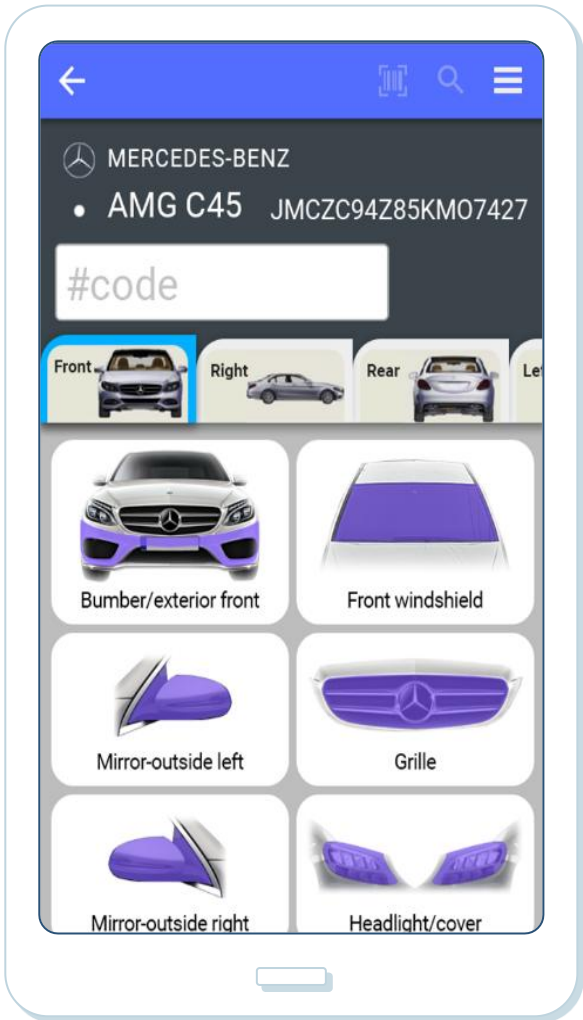 MERCEDES-BENZ
• AMG C45 JMCZC94Z85KMO7427
#code
Front Right Rear Le
Bumber/exterior front Front windshield
Mirror-outside left Grille
Mirror-outside right Headlight/cover